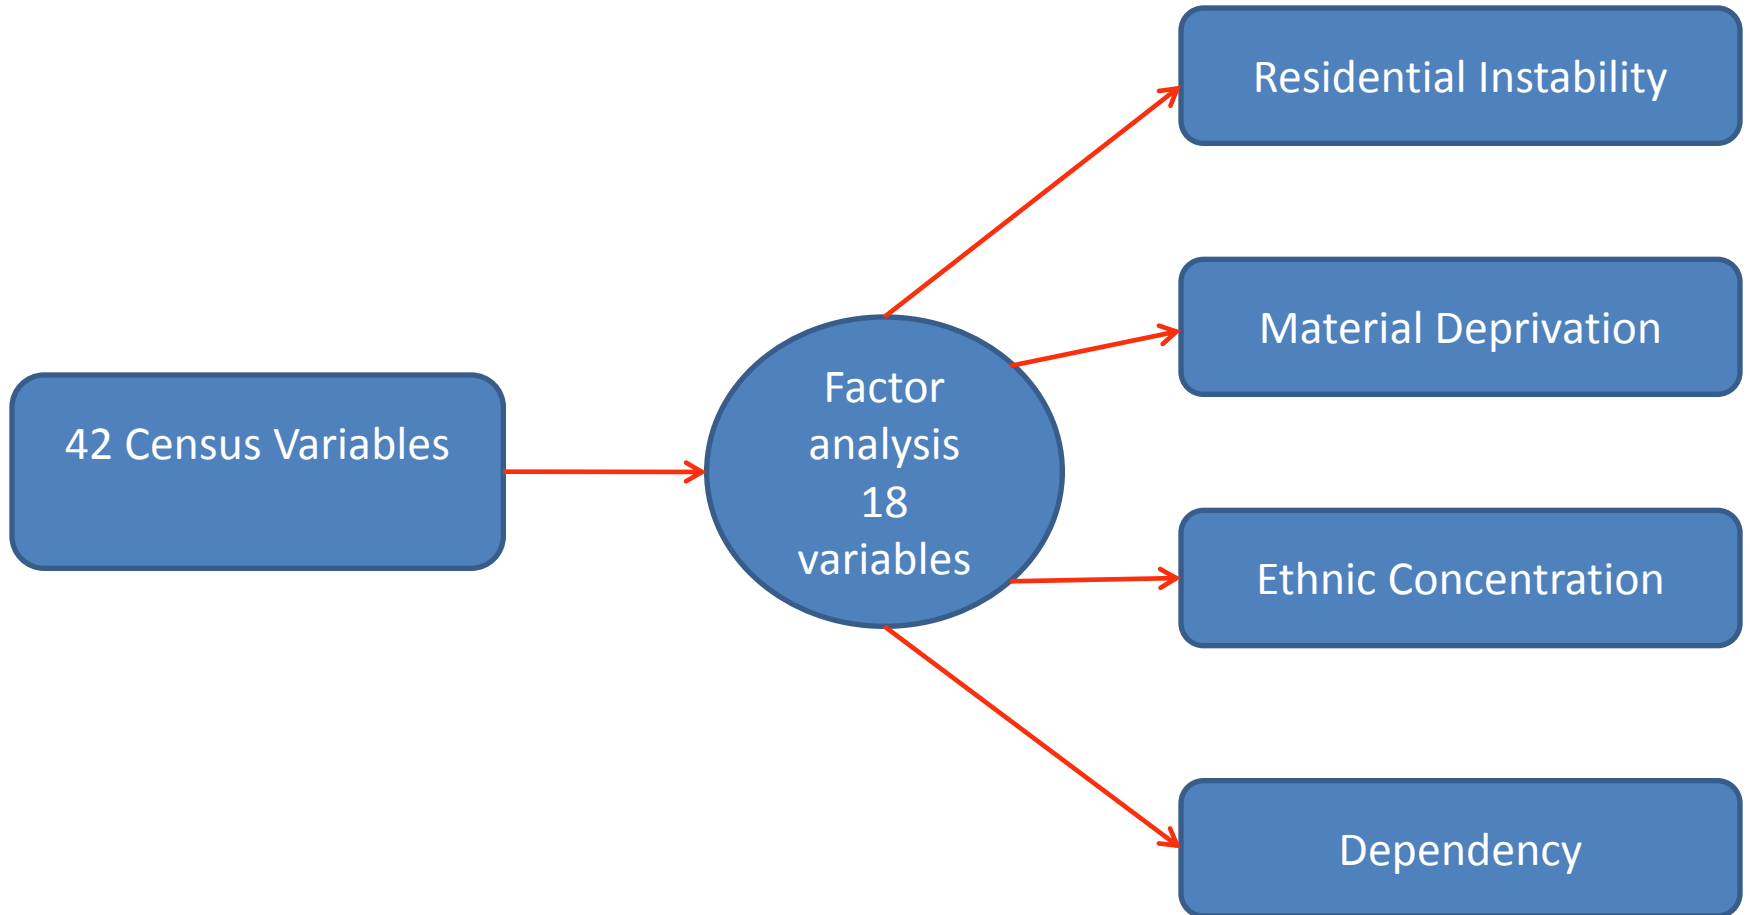 42 Census Variables
Factor
analysis
18
variables
Residential Instability
Material Deprivation
Ethnic Concentration
Dependency